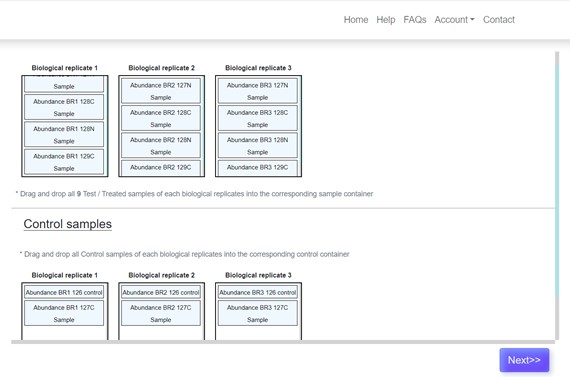 Home Help FAQs Account Contact
Biological replicate 1 Biological replicate 2 Biological replicate 3
Sample
Abundance BR1 128C
Sample
Abundance BR1 128N
Sample
Abundance BR1 129C
Sample
Abundance BR2 127N
Sample
Abundance BR2 128C
Sample
Abundance BR2 128N
Sample
Abundance BR2 129C
Abundance BR3 127N
Sample
Abundance BR3 128C
Sample
Abundance BR3 128N
Sample
Abundance BR3 129C
* Drag and drop all 9 Test / Treated samples of each biological replicates into the corresponding sample container
Control samples
* Drag and drop all Control samples of each biological replicates into the corresponding control container
Biological replicate 1 Biological replicate 2 Biological replicate 3
Abundance BR1 126 control
Abundance BR1 127C
Sample
Abundance BR2 126 control
Abundance BR2 127C
Sample
Abundance BR3 126 control
Abundance BR3 127C
Sample
Next>>